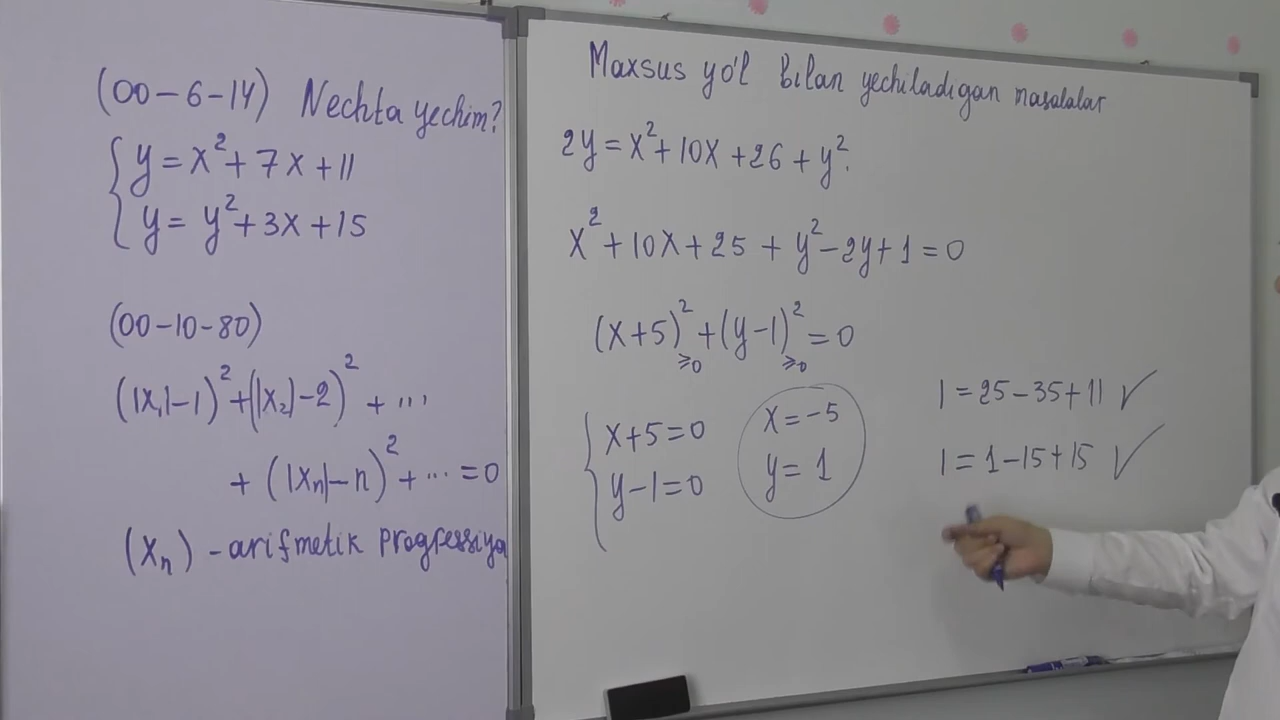 (00-6-14) Nechta yechim?
y=x²+7x+11
y=y²+3x+15
(00-10-80)
(|x₁|-1)²+(|x₂|-2)²+...
+(|xₙ|-n)²+...=0
(xₙ)-arifmetik progressiya
Maxsus yo'l bilan yechiladigan masalalar
2y=x²+10x+26+y².
x²+10x+25+y²-2y+1=0
(x+5)²+(y-1)²=0
≥0 ≥0
x+5=0
y-1=0
x=-5
y=1
1=25-35+11 ✓
1=1-15+15 ✓